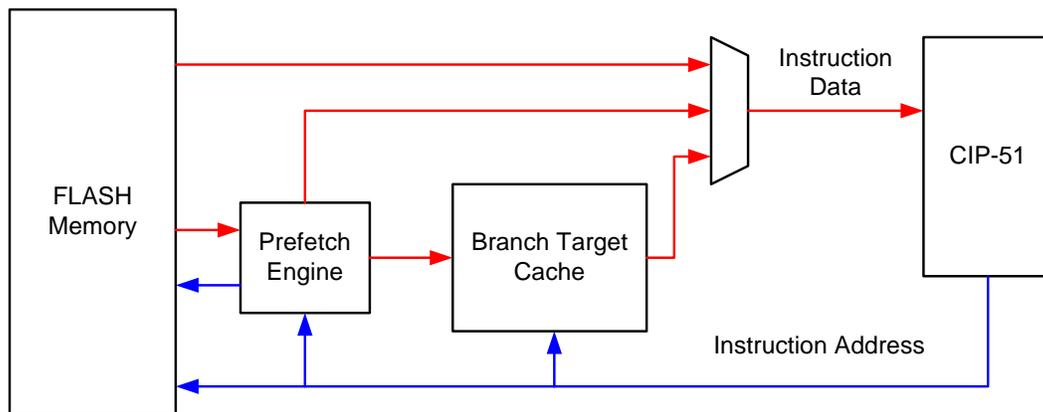 Instruction
Data
CIP-51
FLASH
Memory
Prefetch
Engine
Branch Target
Cache
Instruction Address